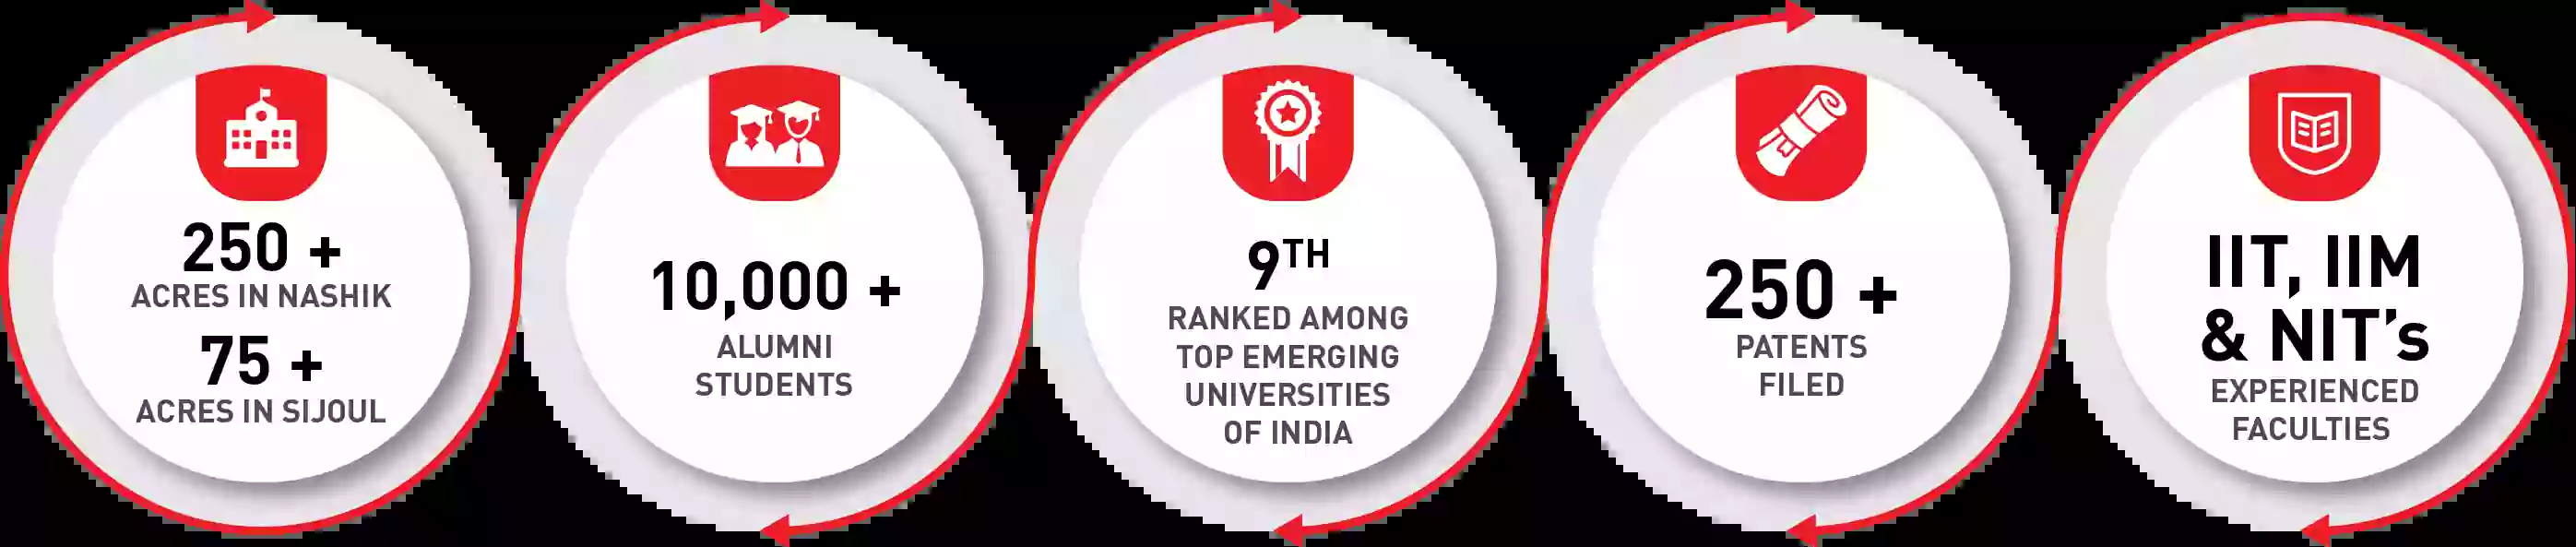 250 +
ACRES IN NASHIK
75 +
ACRES IN SIJOUL
10,000 +
ALUMNI
STUDENTS
9TH
RANKED AMONG
TOP EMERGING
UNIVERSITIES
OF INDIA
250 +
PATENTS
FILED
IIT, IIM
& NIT's
EXPERIENCED
FACULTIES